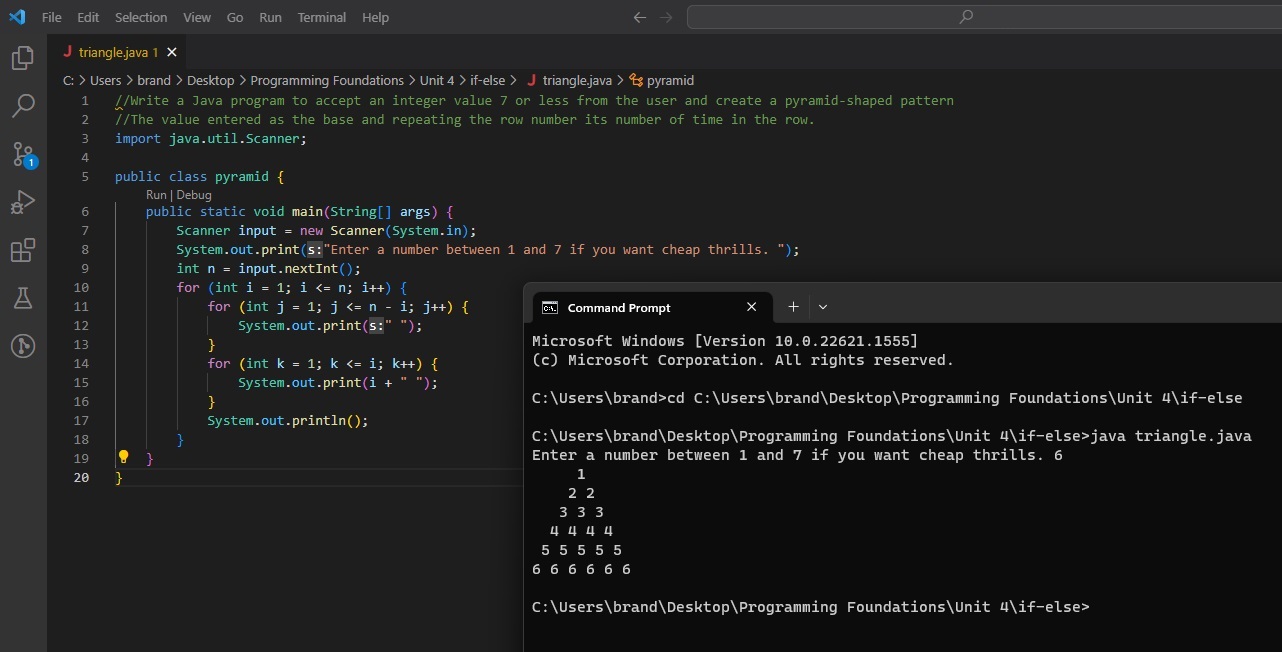 File Edit Selection View Go Run Terminal Help
J triangle.java 1
C: > Users > brand > Desktop > Programming Foundations > Unit 4 > if-else > J triangle.java > pyramid
1 //Write a Java program to accept an integer value 7 or less from the user and create a pyramid-shaped pattern
2 //The value entered as the base and repeating the row number its number of time in the row.
3 import java.util.Scanner;
4
5 public class pyramid {
Run | Debug
6 public static void main(String[] args) {
7 Scanner input = new Scanner(System.in);
8 System.out.print(s:"Enter a number between 1 and 7 if you want cheap thrills. ");
9 int n = input.nextInt();
10 for (int i = 1; i <= n; i++) {
11 for (int j = 1; j <= n - i; j++) {
12 System.out.print(s:" ");
13 }
14 for (int k = 1; k <= i; k++) {
15 System.out.print(i + " ");
16 }
17 System.out.println();
18 }
19 }
20 }
1
Command Prompt
Microsoft Windows [Version 10.0.22621.1555]
(c) Microsoft Corporation. All rights reserved.
C:\Users\brand>cd C:\Users\brand\Desktop\Programming Foundations\Unit 4\if-else
C:\Users\brand\Desktop\Programming Foundations\Unit 4\if-else>java triangle.java
Enter a number between 1 and 7 if you want cheap thrills. 6
1
2 2
3 3 3
4 4 4 4
5 5 5 5 5
6 6 6 6 6 6
C:\Users\brand\Desktop\Programming Foundations\Unit 4\if-else>